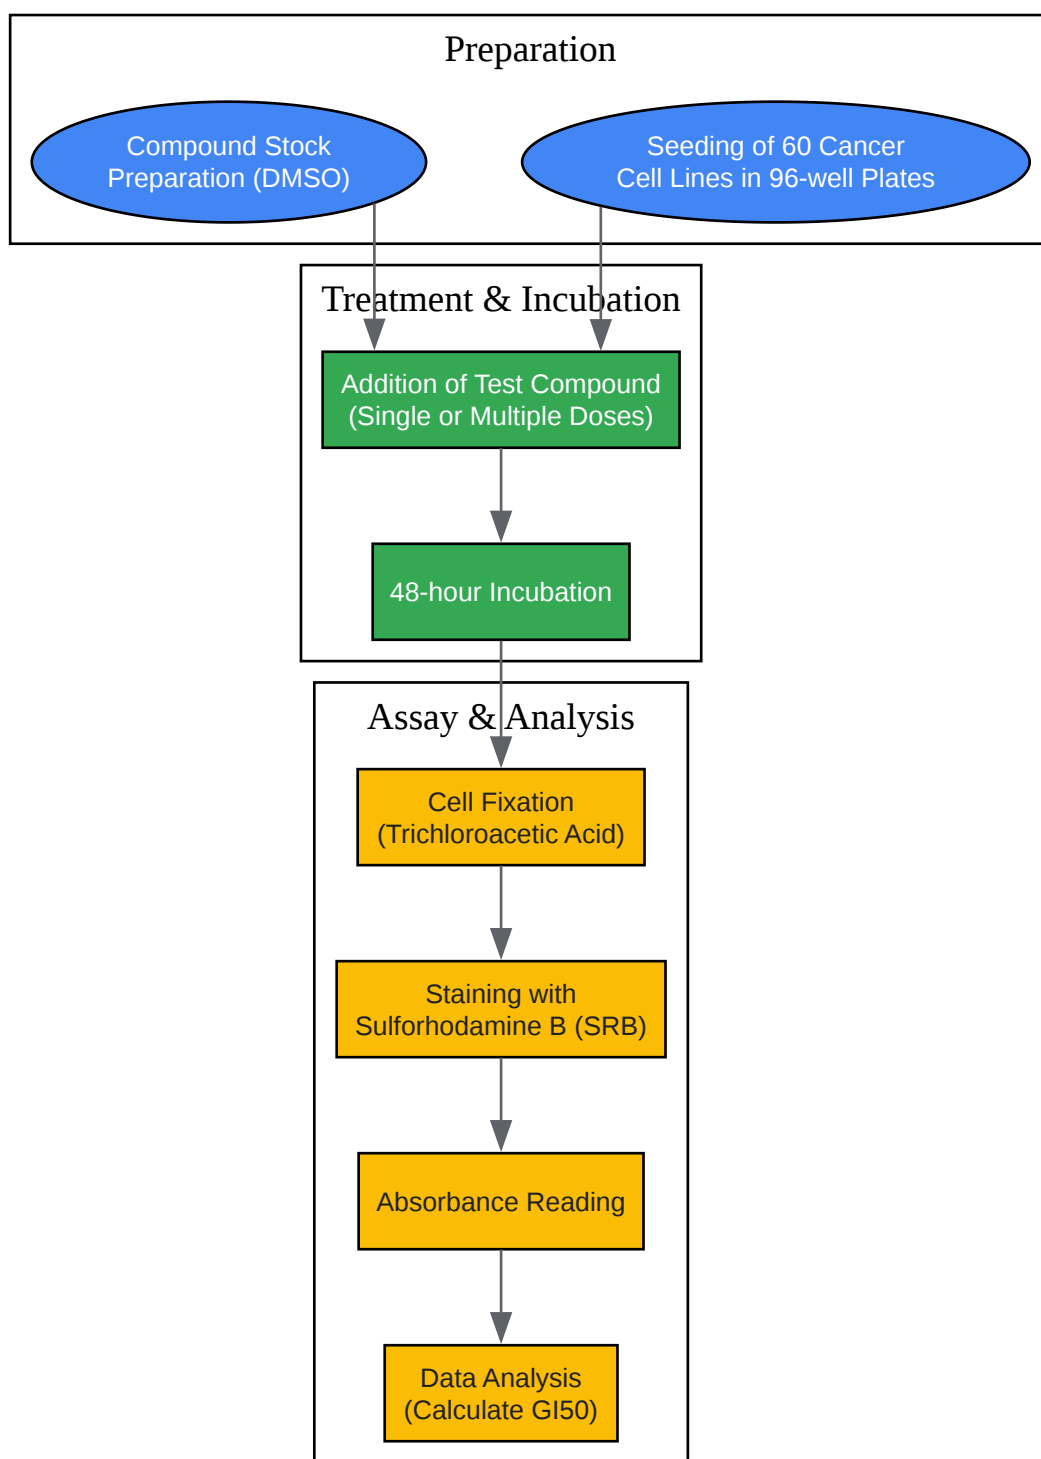 Preparation
Compound Stock
Preparation (DMSO)
Seeding of 60 Cancer
Cell Lines in 96-well Plates
Treatment & Incubation
Addition of Test Compound
(Single or Multiple Doses)
48-hour Incubation
Assay & Analysis
Cell Fixation
(Trichloroacetic Acid)
Staining with
Sulforhodamine B (SRB)
Absorbance Reading
Data Analysis
(Calculate GI50)